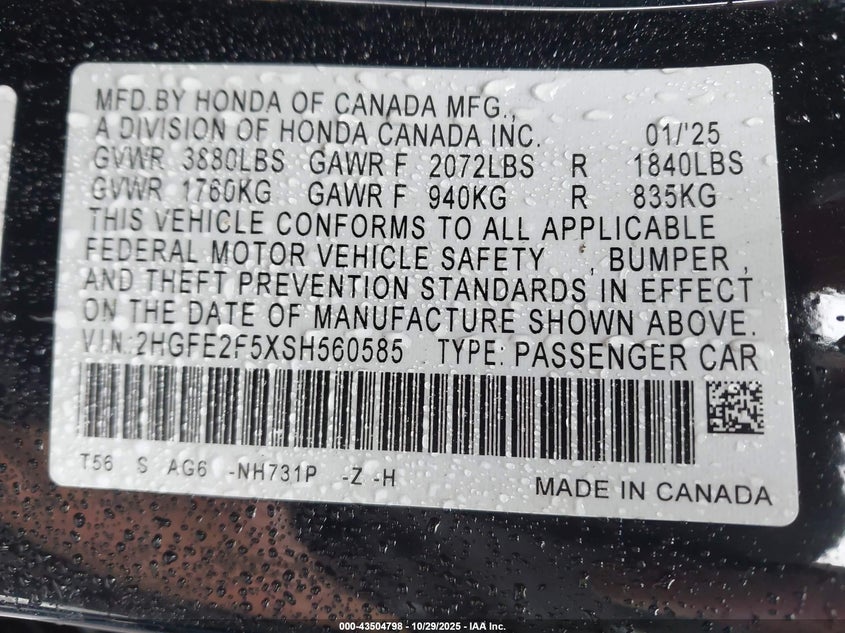 MFD.BY HONDA OF CANADA MFG.,
A DIVISION OF HONDA CANADA INC. 01/'25
GVWR 3880LBS GAWR F 2072LBS R 1840LBS
GVWR 1760KG GAWR F 940KG R 835KG
THIS VEHICLE CONFORMS TO ALL APPLICABLE
FEDERAL MOTOR VEHICLE SAFETY , BUMPER ,
AND THEFT PREVENTION STANDARDS IN EFFECT
ON THE DATE OF MANUFACTURE SHOWN ABOVE.
VIN:2HGFE2F5XSH560585 TYPE:PASSENGER CAR
T56 S AG6 -NH731P -Z -H
MADE IN CANADA
000-43504798 - 10/29/2025 - IAA Inc.